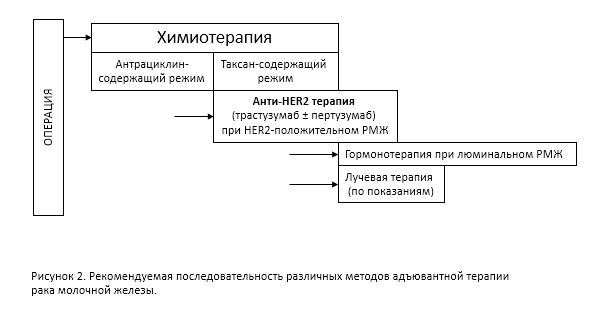 ОПЕРАЦИЯ
Химиотерапия
Антрациклин-
содержащий режим
Таксан-содержащий
режим
Анти-HER2 терапия
(трастузумаб ± пертузумаб)
при HER2-положительном РМЖ
Гормонотерапия при люминальном РМЖ
Лучевая терапия
(по показаниям)
Рисунок 2. Рекомендуемая последовательность различных методов адъювантной терапии
рака молочной железы.